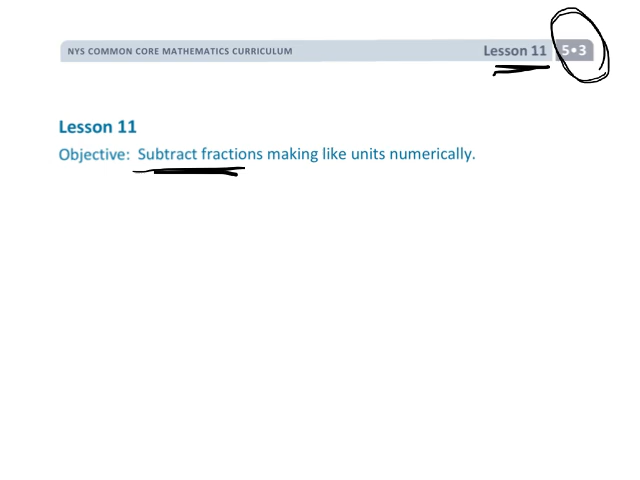 NYS COMMON CORE MATHEMATICS CURRICULUM Lesson 11 5•3
Lesson 11
Objective: Subtract fractions making like units numerically.